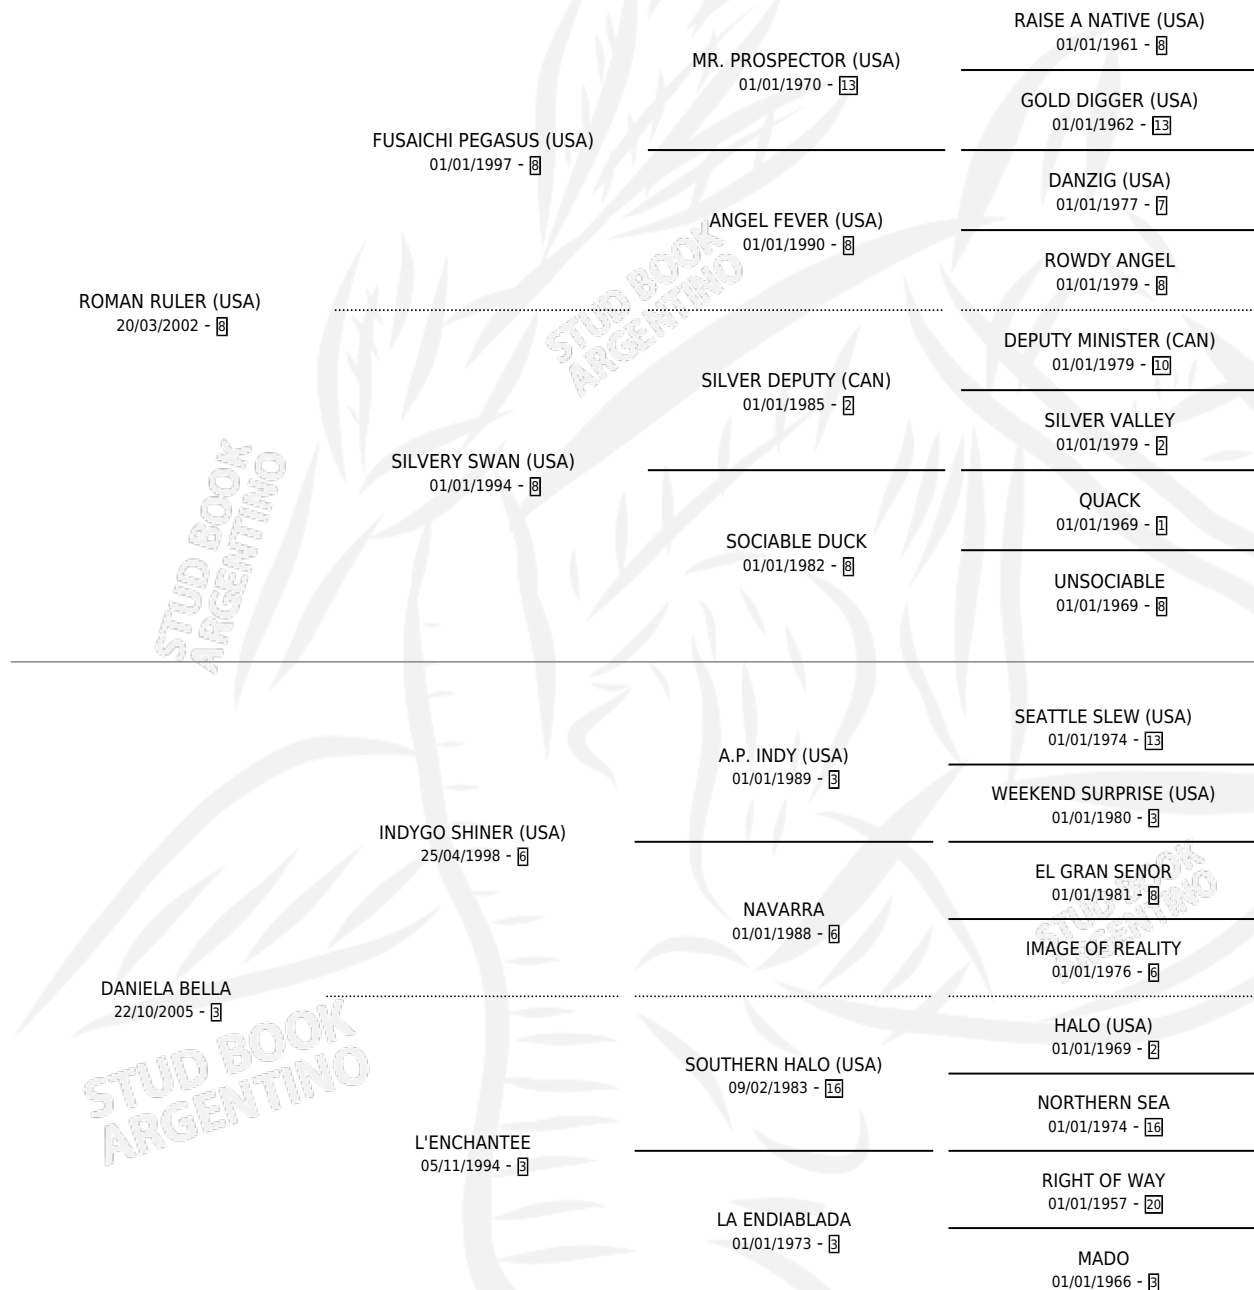 RAISE A NATIVE (USA)
01/01/1961 - 8
MR. PROSPECTOR (USA)
01/01/1970 - 13
GOLD DIGGER (USA)
01/01/1962 - 13
FUSAICHI PEGASUS (USA)
01/01/1997 - 8
DANZIG (USA)
01/01/1977 - 7
ANGEL FEVER (USA)
01/01/1990 - 8
ROWDY ANGEL
01/01/1979 - 8
ROMAN RULER (USA)
20/03/2002 - 8
DEPUTY MINISTER (CAN)
01/01/1979 - 10
SILVER DEPUTY (CAN)
01/01/1985 - 2
SILVER VALLEY
01/01/1979 - 2
SILVERY SWAN (USA)
01/01/1994 - 8
QUACK
01/01/1969 - 1
SOCIABLE DUCK
01/01/1982 - 8
UNSOCIABLE
01/01/1969 - 8
SEATTLE SLEW (USA)
01/01/1974 - 13
A.P. INDY (USA)
01/01/1989 - 3
WEEKEND SURPRISE (USA)
01/01/1980 - 3
INDYGO SHINER (USA)
25/04/1998 - 6
EL GRAN SENOR
01/01/1981 - 8
NAVARRA
01/01/1988 - 6
IMAGE OF REALITY
01/01/1976 - 6
DANIELA BELLA
22/10/2005 - 3
HALO (USA)
01/01/1969 - 2
SOUTHERN HALO (USA)
09/02/1983 - 16
NORTHERN SEA
01/01/1974 - 16
L'ENCHANTEE
05/11/1994 - 3
RIGHT OF WAY
01/01/1957 - 20
LA ENDIABLADA
01/01/1973 - 3
MADO
01/01/1966 - 3
STUD BOOK
ARGENTINO
STUD BOOK
ARGENTINO
STUD BOOK
ARGENTINO
STUD BOOK
ARGENTINO